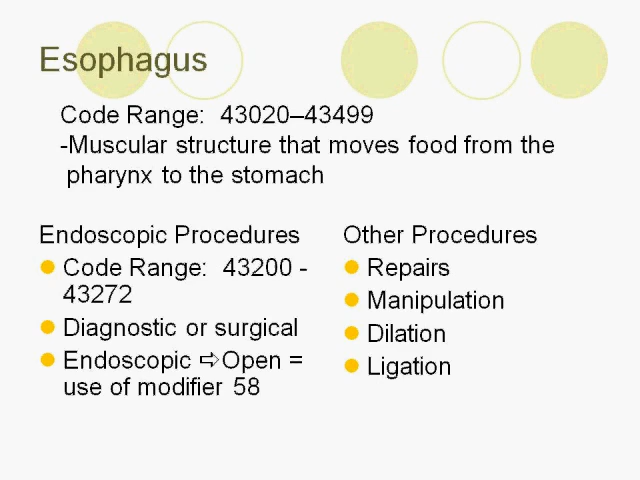 Esophagus
Code Range:  43020–43499
-Muscular structure that moves food from the
pharynx to the stomach
Endoscopic Procedures
Code Range:  43200 -
43272
Diagnostic or surgical
Endoscopic ➩Open =
use of modifier 58
Other Procedures
Repairs
Manipulation
Dilation
Ligation